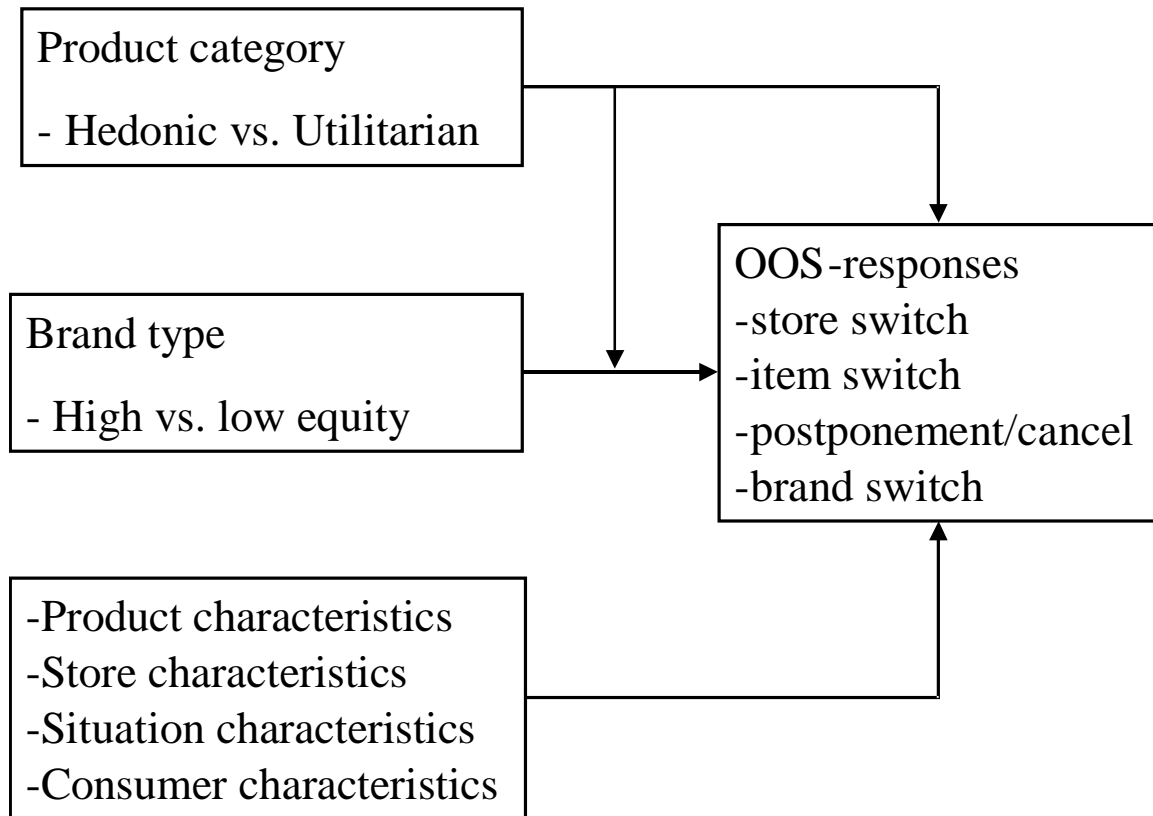 Product category
- Hedonic vs. Utilitarian
Brand type
- High vs. low equity
OOS-responses
-store switch
-item switch
-postponement/cancel
-brand switch
-Product characteristics
-Store characteristics
-Situation characteristics
-Consumer characteristics